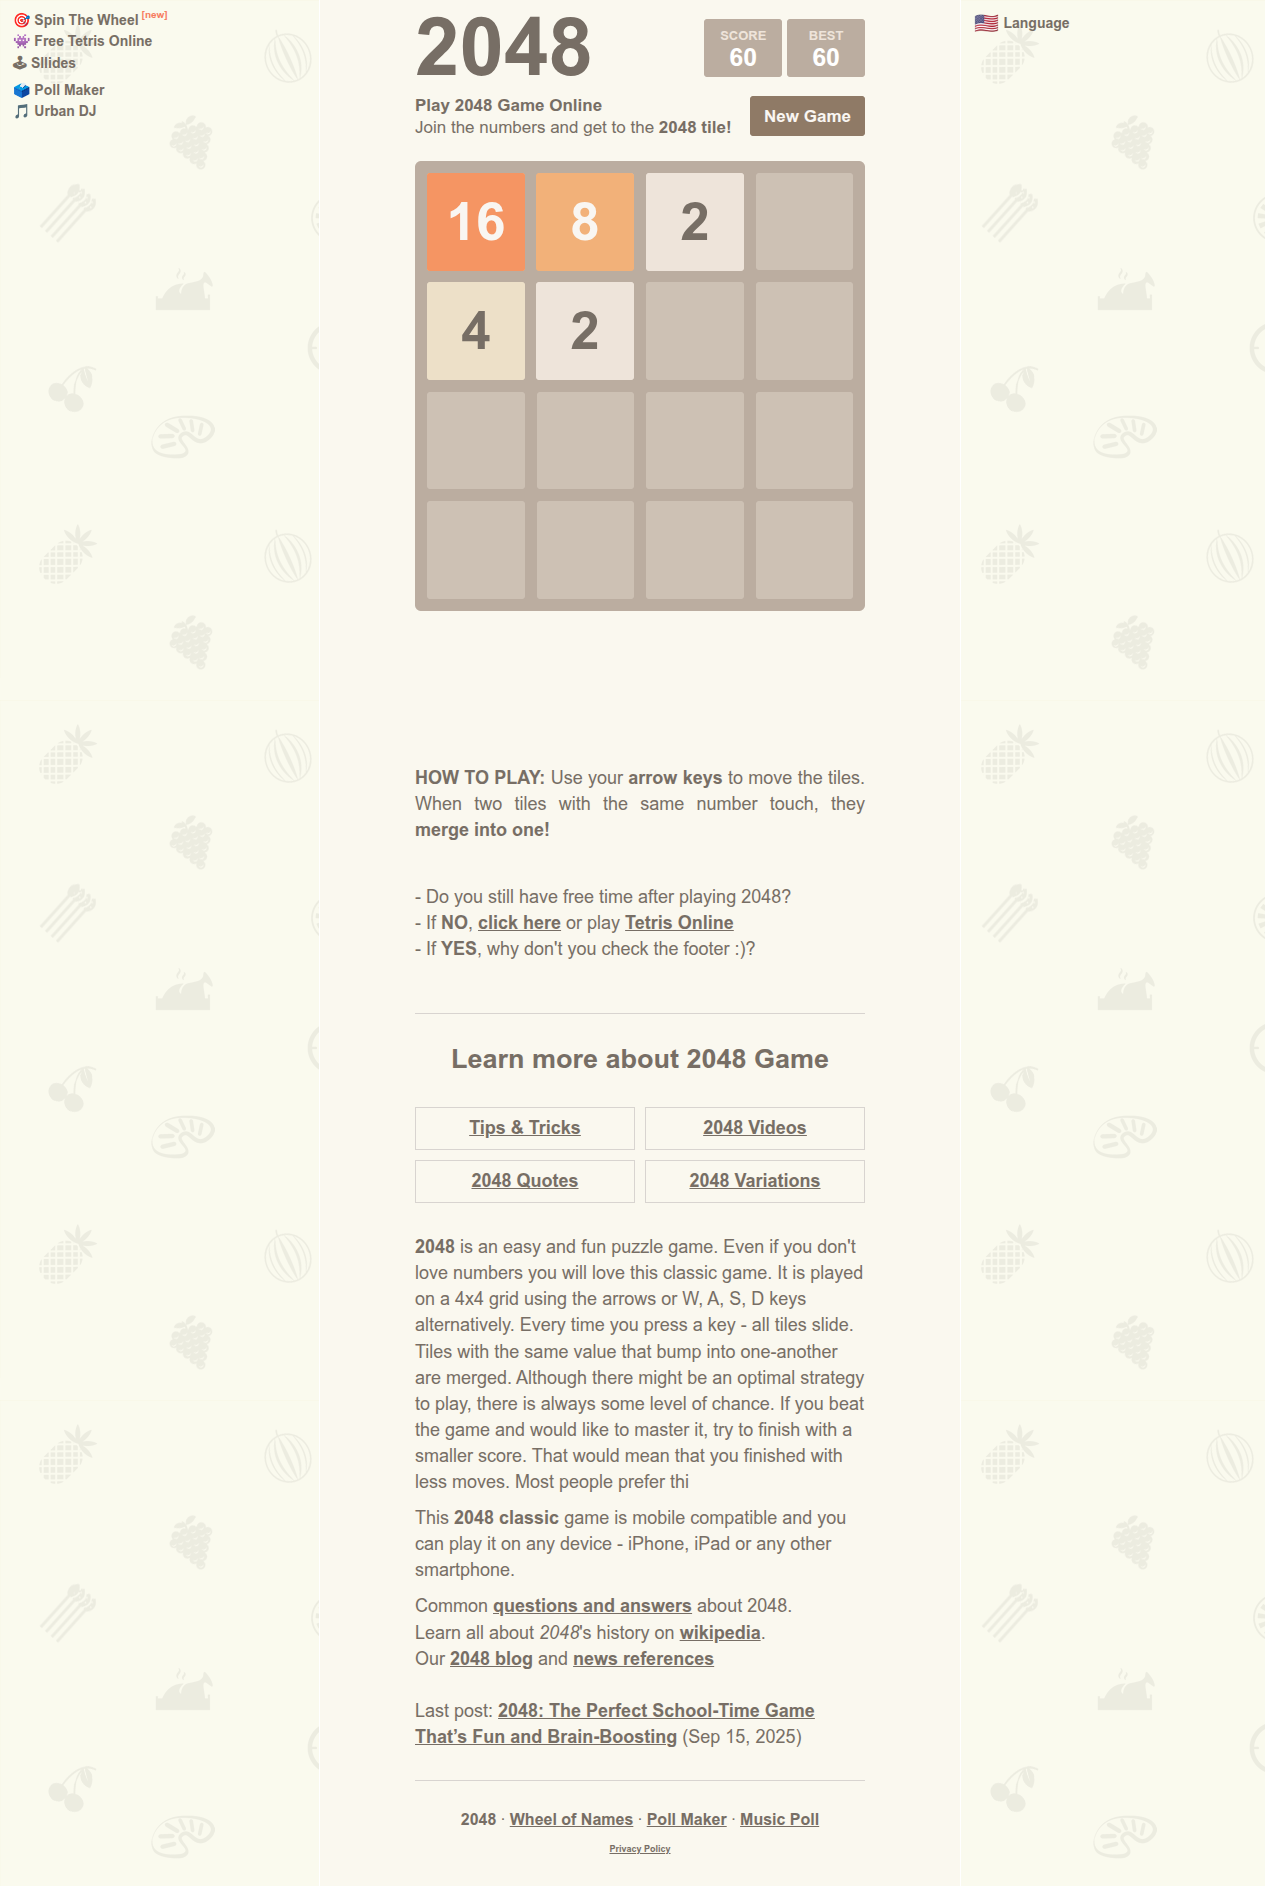 🎯 Spin The Wheel [new]
👾 Free Tetris Online
🕹 Sllides
🗳 Poll Maker
🎵 Urban DJ
🇺🇸 Language
2048
SCORE
60
BEST
60
Play 2048 Game Online
Join the numbers and get to the 2048 tile!
New Game
16 8 2
4 2
HOW TO PLAY: Use your arrow keys to move the tiles.
When two tiles with the same number touch, they
merge into one!
- Do you still have free time after playing 2048?
- If NO, click here or play Tetris Online
- If YES, why don't you check the footer :)?
Learn more about 2048 Game
Tips & Tricks
2048 Videos
2048 Quotes
2048 Variations
2048 is an easy and fun puzzle game. Even if you don't
love numbers you will love this classic game. It is played
on a 4x4 grid using the arrows or W, A, S, D keys
alternatively. Every time you press a key - all tiles slide.
Tiles with the same value that bump into one-another
are merged. Although there might be an optimal strategy
to play, there is always some level of chance. If you beat
the game and would like to master it, try to finish with a
smaller score. That would mean that you finished with
less moves. Most people prefer thi
This 2048 classic game is mobile compatible and you
can play it on any device - iPhone, iPad or any other
smartphone.
Common questions and answers about 2048.
Learn all about 2048's history on wikipedia.
Our 2048 blog and news references
Last post: 2048: The Perfect School-Time Game
That’s Fun and Brain-Boosting (Sep 15, 2025)
2048 · Wheel of Names · Poll Maker · Music Poll
Privacy Policy